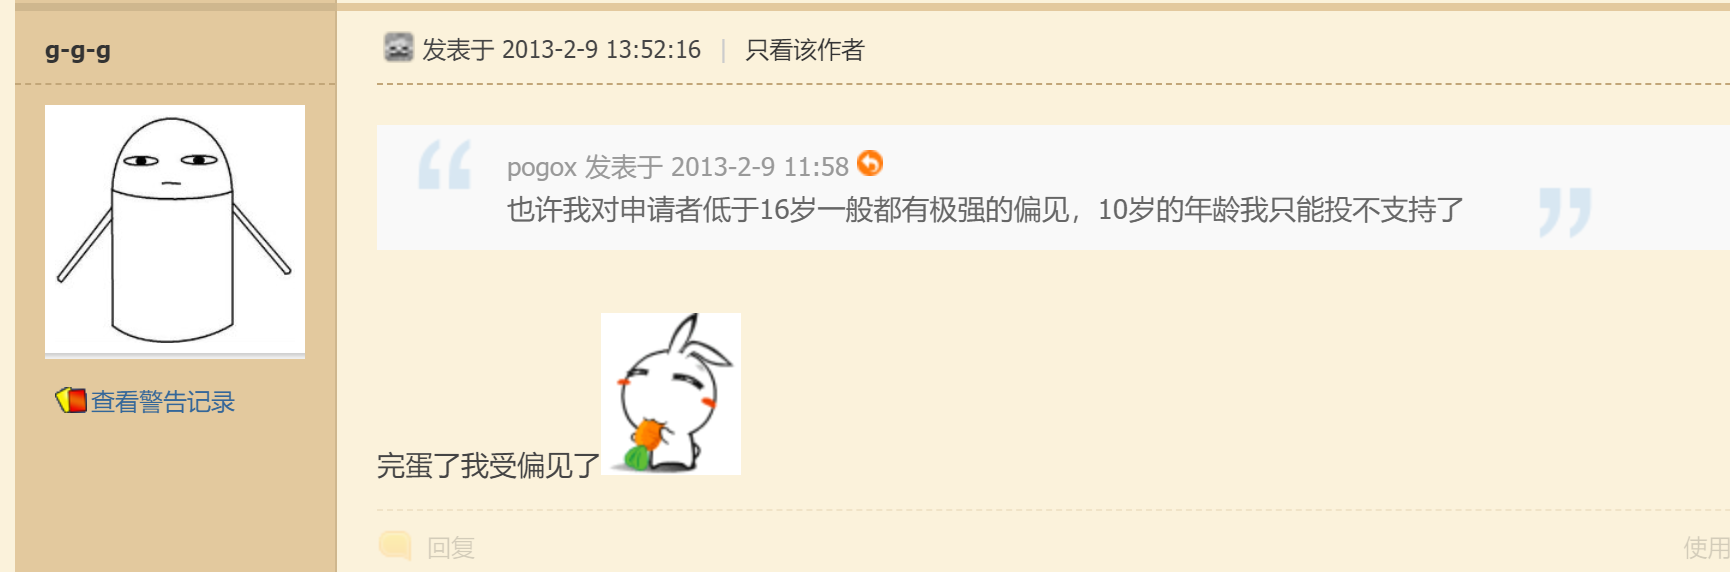 g-g-g
发表于 2013-2-9 13:52:16 | 只看该作者
pogox 发表于 2013-2-9 11:58
也许我对申请者低于16岁一般都有极强的偏见，10岁的年龄我只能投不支持了
查看警告记录
完蛋了我受偏见了
回复
使用